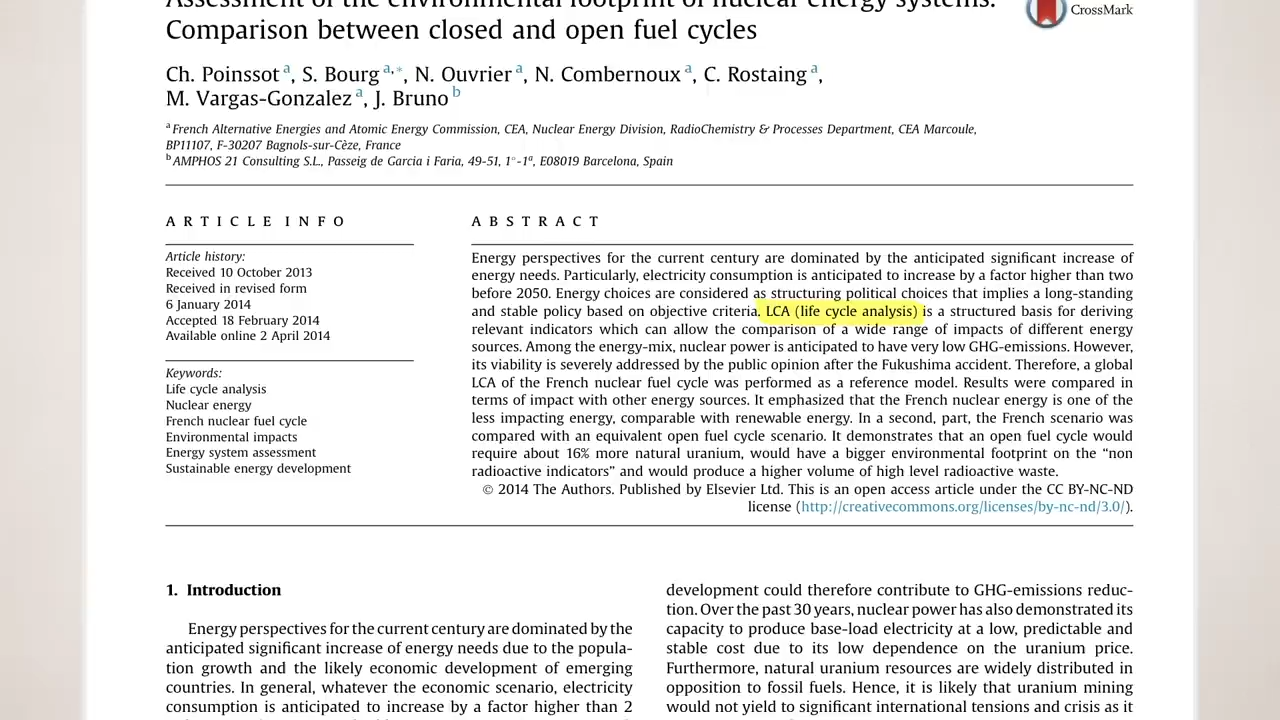 Assessment of the environmental footprint of nuclear energy systems.
Comparison between closed and open fuel cycles
CrossMark
Ch. Poinssot a, S. Bourg a,*, N. Ouvrier a, N. Combernoux a, C. Rostaing a,
M. Vargas-Gonzalez a, J. Bruno b
a French Alternative Energies and Atomic Energy Commission, CEA, Nuclear Energy Division, RadioChemistry & Processes Department, CEA Marcoule,
BP11107, F-30207 Bagnols-sur-Cèze, France
b AMPHOS 21 Consulting S.L., Passeig de Garcia i Faria, 49-51, 1°-1ª, E08019 Barcelona, Spain
ARTICLE INFO
Article history:
Received 10 October 2013
Received in revised form
6 January 2014
Accepted 18 February 2014
Available online 2 April 2014
Keywords:
Life cycle analysis
Nuclear energy
French nuclear fuel cycle
Environmental impacts
Energy system assessment
Sustainable energy development
ABSTRACT
Energy perspectives for the current century are dominated by the anticipated significant increase of
energy needs. Particularly, electricity consumption is anticipated to increase by a factor higher than two
before 2050. Energy choices are considered as structuring political choices that implies a long-standing
and stable policy based on objective criteria. LCA (life cycle analysis) is a structured basis for deriving
relevant indicators which can allow the comparison of a wide range of impacts of different energy
sources. Among the energy-mix, nuclear power is anticipated to have very low GHG-emissions. However,
its viability is severely addressed by the public opinion after the Fukushima accident. Therefore, a global
LCA of the French nuclear fuel cycle was performed as a reference model. Results were compared in
terms of impact with other energy sources. It emphasized that the French nuclear energy is one of the
less impacting energy, comparable with renewable energy. In a second, part, the French scenario was
compared with an equivalent open fuel cycle scenario. It demonstrates that an open fuel cycle would
require about 16% more natural uranium, would have a bigger environmental footprint on the “non
radioactive indicators” and would produce a higher volume of high level radioactive waste.
© 2014 The Authors. Published by Elsevier Ltd. This is an open access article under the CC BY-NC-ND
license (http://creativecommons.org/licenses/by-nc-nd/3.0/).
1. Introduction
Energy perspectives for the current century are dominated by the
anticipated significant increase of energy needs due to the popula-
tion growth and the likely economic development of emerging
countries. In general, whatever the economic scenario, electricity
consumption is anticipated to increase by a factor higher than 2
development could therefore contribute to GHG-emissions reduc-
tion. Over the past 30 years, nuclear power has also demonstrated its
capacity to produce base-load electricity at a low, predictable and
stable cost due to its low dependence on the uranium price.
Furthermore, natural uranium resources are widely distributed in
opposition to fossil fuels. Hence, it is likely that uranium mining
would not yield to significant international tensions and crisis as it